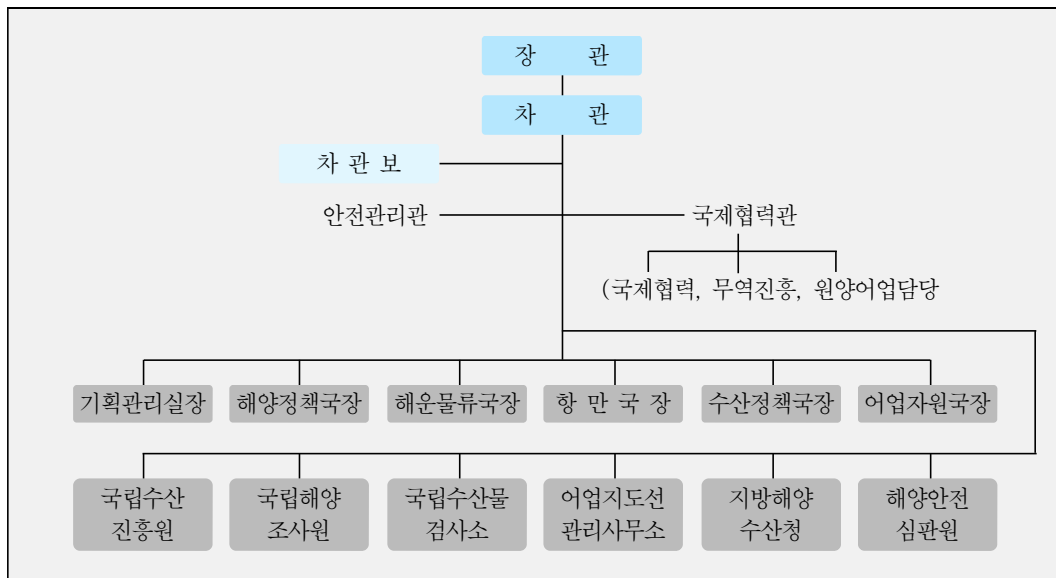 장 관
차 관
차 관 보
안전관리관 국제협력관
(국제협력, 무역진흥, 원양어업담당
기획관리실장 해양정책국장 해운물류국장 항 만 국 장 수산정책국장 어업자원국장
국립수산 국립해양 국립수산물 어업지도선 지방해양 해양안전
진흥원 조사원 검사소 관리사무소 수산청 심판원